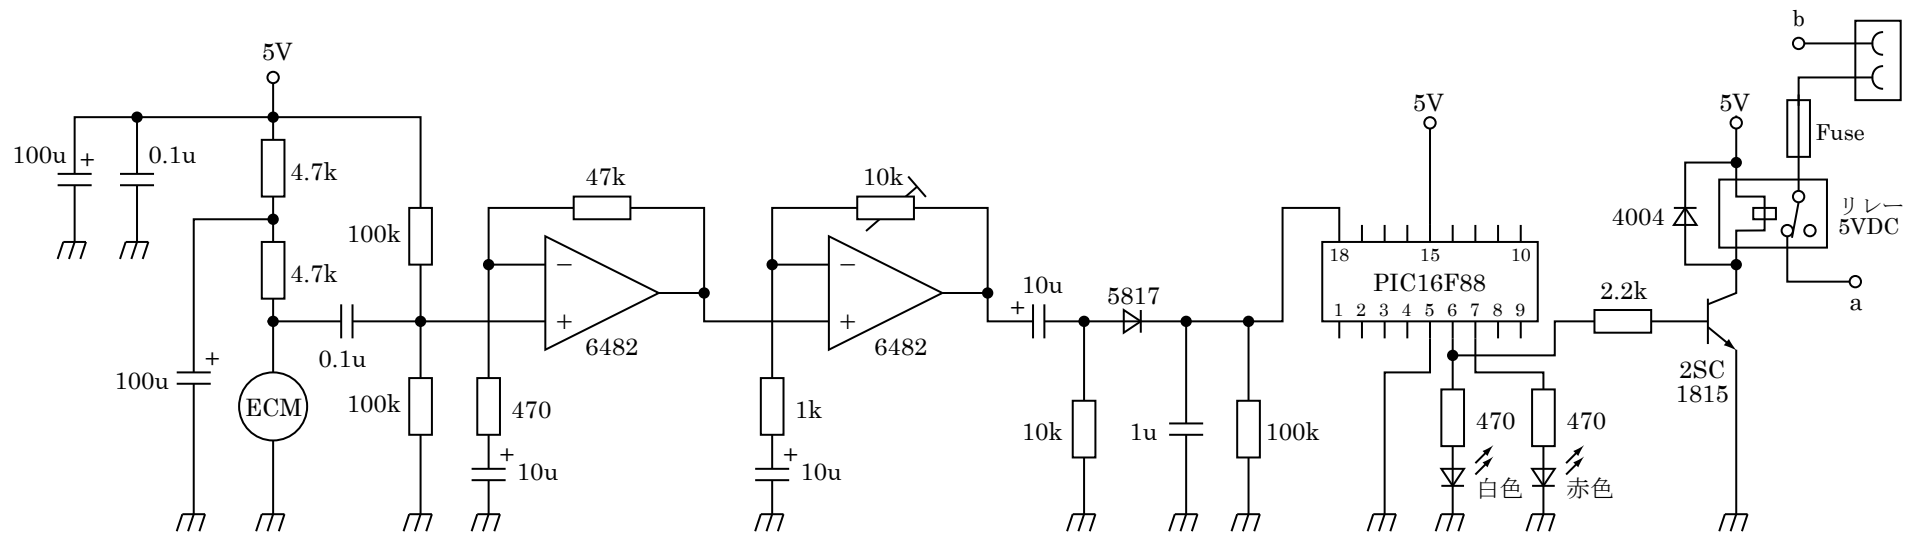 b
5V
5V
5V
Fuse
100u
+
0.1u
4.7k
47k
10k
リレー
5VDC
4004
100k
4.7k
−
+
6482
−
+
6482
18
15
10
PIC16F88
1 2 3 4 5 6 7 8 9
10u
+
5817
2.2k
a
0.1u
+
100u
ECM
100k
470
+
10u
1k
+
10u
10k
1u
100k
470
白色
470
赤色
2SC
1815